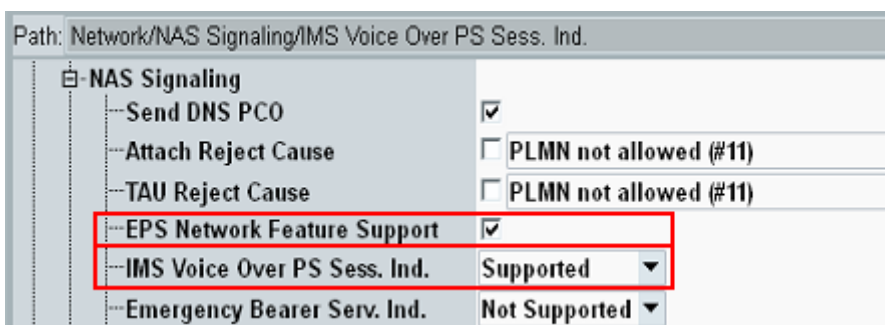 Path: Network/NAS Signaling/IMS Voice Over PS Sess. Ind.
NAS Signaling
Send DNS PCO
Attach Reject Cause PLMN not allowed (#11)
TAU Reject Cause PLMN not allowed (#11)
EPS Network Feature Support
IMS Voice Over PS Sess. Ind. Supported
Emergency Bearer Serv. Ind. Not Supported